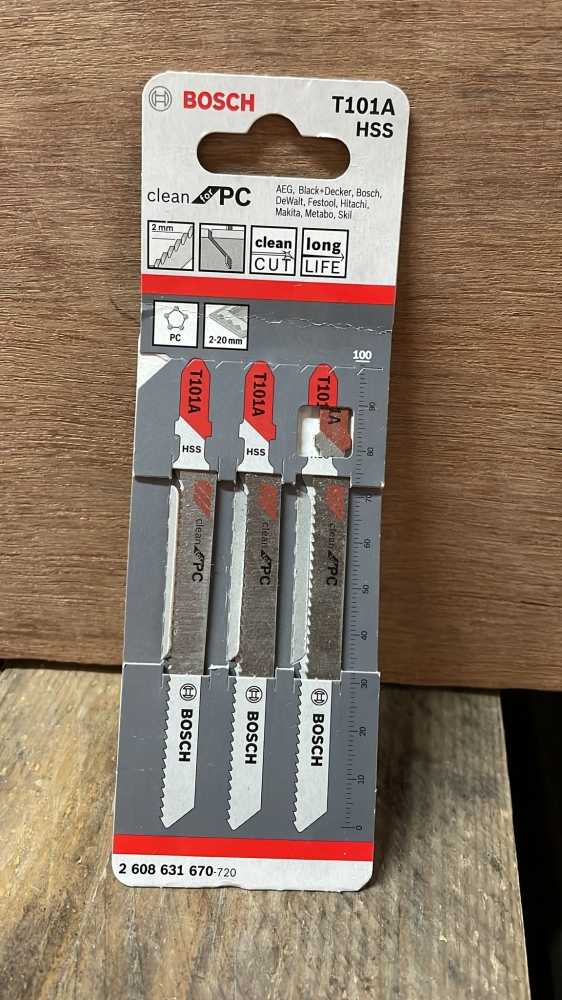 BOSCH
T101A
HSS
clean for PC
AEG, Black+Decker, Bosch,
DeWalt, Festool, Hitachi,
Makita, Metabo, Skil
2 mm
clean
CUT
long
LIFE
PC
2-20 mm
100
90
80
70
60
50
40
30
20
10
0
T101A
HSS
clean for PC
BOSCH
T101A
HSS
clean for PC
BOSCH
T101
1A
clean for PC
BOSCH
2 608 631 670-720